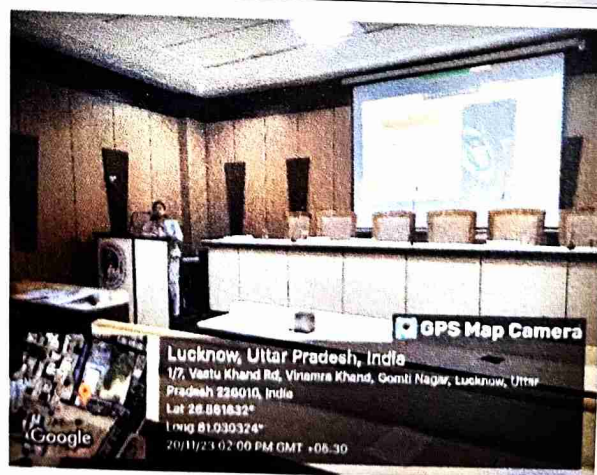 GPS Map Camera
Lucknow, Uttar Pradesh, India
1/7, Vastu Khand Rd, Vinamra Khand, Gomti Nagar, Lucknow, Uttar
Pradesh 226010, India
Lat 26.861632°
Long 81.030324°
20/11/23 02:00 PM GMT +05:30
Google